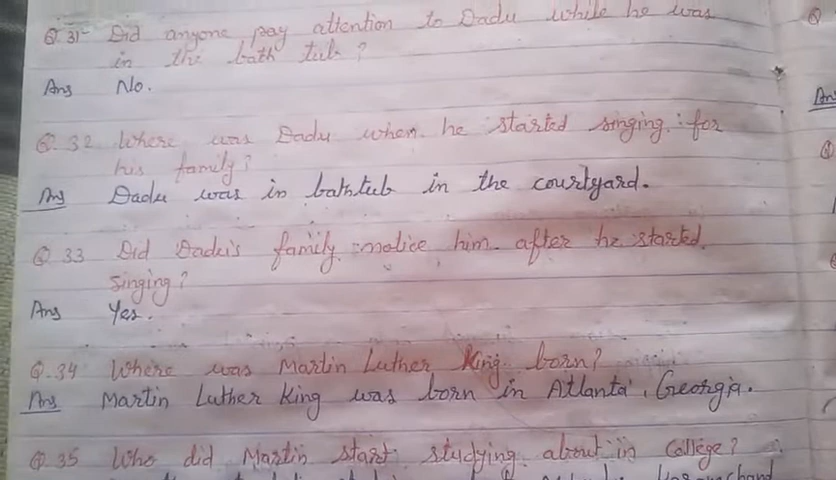 Q.31 Did anyone pay attention to Dadu while he was
in the bath tub?
Ans No.
Q.32 Where was Dadu when he started singing for
his family?
Ans Dadu was in bathtub in the courtyard.
Q.33 Did Dadu's family notice him after he started
singing?
Ans Yes.
Q.34 Where was Martin Luther King born?
Ans Martin Luther King was born in Atlanta, Georgia.
Q.35 Who did Martin start studying about in College?